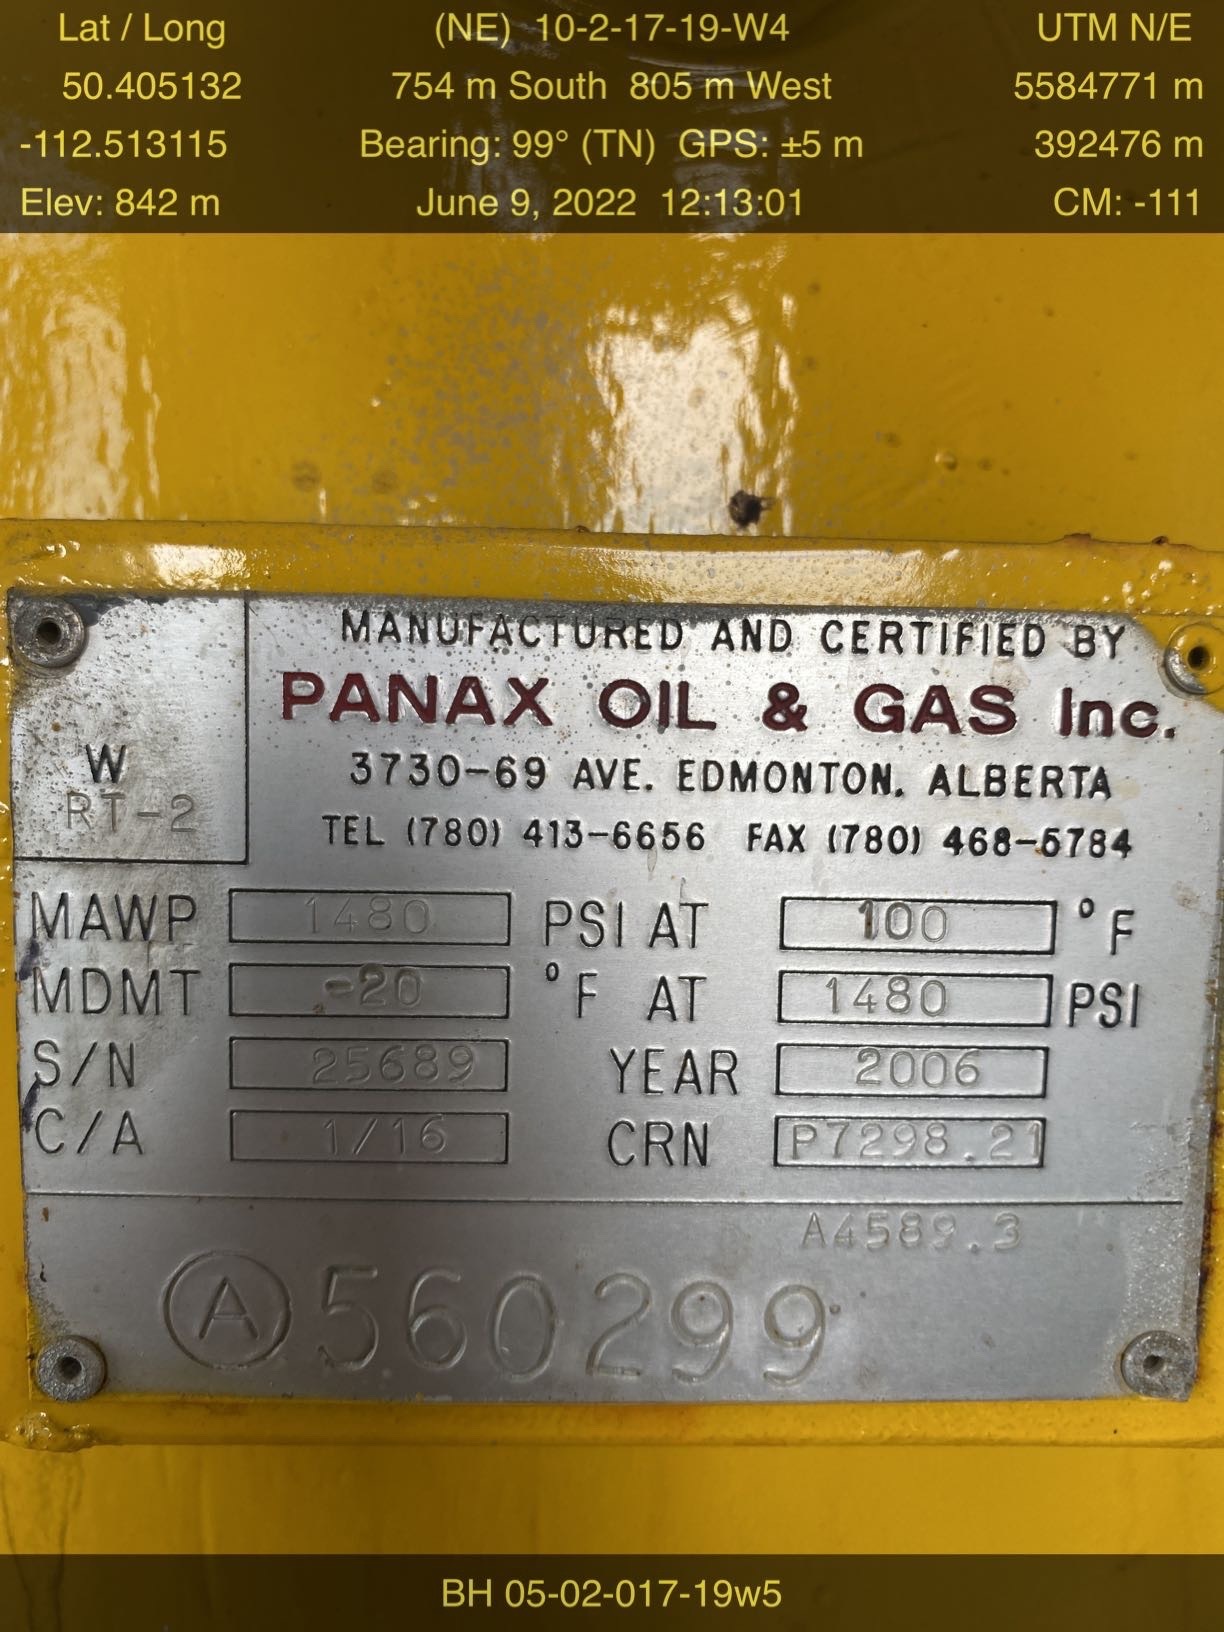 Lat / Long (NE) 10-2-17-19-W4 UTM N/E
50.405132 754 m South 805 m West 5584771 m
-112.513115 Bearing: 99° (TN) GPS: ±5 m 392476 m
Elev: 842 m June 9, 2022 12:13:01 CM: -111
MANUFACTURED AND CERTIFIED BY
PANAX OIL & GAS Inc.
3730-69 AVE. EDMONTON, ALBERTA
TEL (780) 413-6656 FAX (780) 468-5784
W
RT-2
MAWP 1480 PSI AT 100 °F
MDMT -20 °F AT 1480 PSI
S/N 25689 YEAR 2006
C/A 1/16 CRN P7298.21
A4589.3
A 560299
BH 05-02-017-19w5